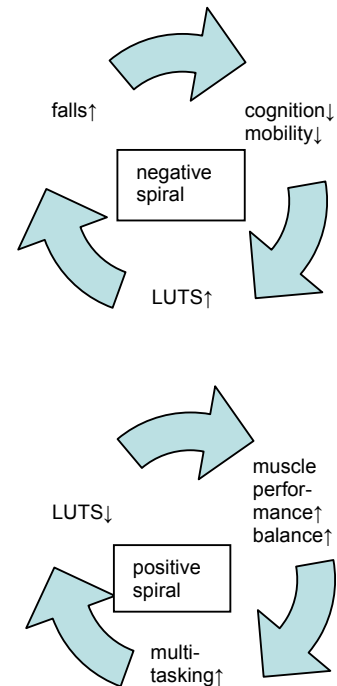 falls↑
cognition↓
mobility↓
negative
spiral
LUTS↑
LUTS↓
muscle
perfor-
mance↑
balance↑
positive
spiral
multi-
tasking↑